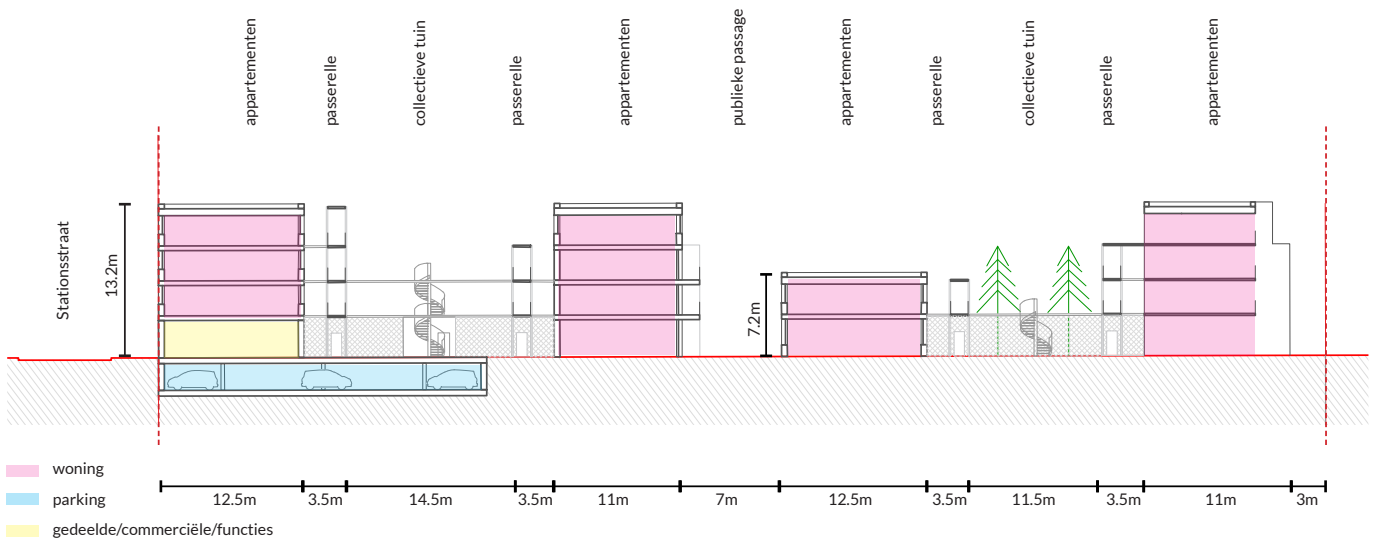 appartementen
passerelle
collectieve tuin
passerelle
appartementen
publieke passage
appartementen
passerelle
collectieve tuin
passerelle
appartementen
Stationsstraat
13.2m
7.2m
woning
parking
gedeelde/commerciële/functies
12.5m
3.5m
14.5m
3.5m
11m
7m
12.5m
3.5m
11.5m
3.5m
11m
3m